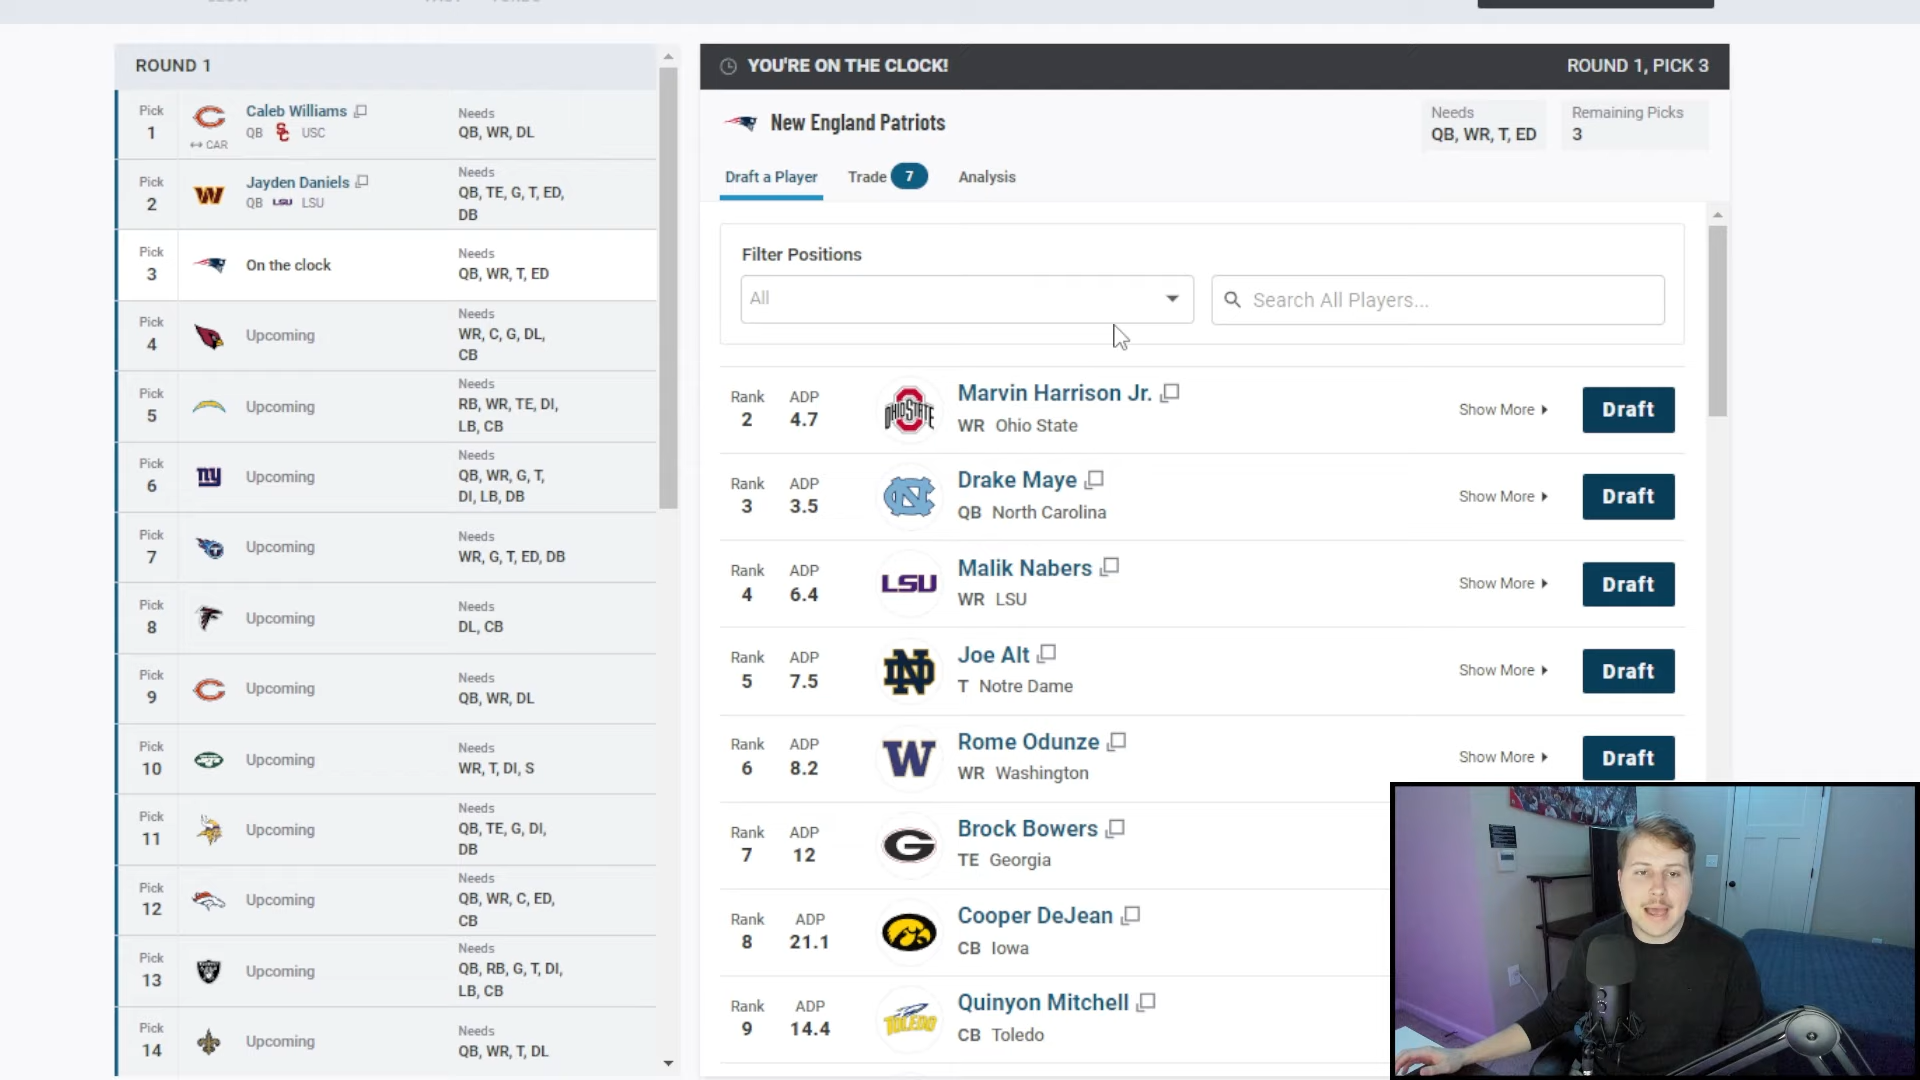 ROUND 1
Pick
1
CAR
Caleb Williams
QB USC
Needs
QB, WR, DL
Pick
2
Jayden Daniels
QB LSU LSU
Needs
QB, TE, G, T, ED,
DB
Pick
3
On the clock
Needs
QB, WR, T, ED
Pick
4
Upcoming
Needs
WR, C, G, DL,
CB
Pick
5
Upcoming
Needs
RB, WR, TE, DI,
LB, CB
Pick
6
ny
Upcoming
Needs
QB, WR, G, T,
DI, LB, DB
Pick
7
Upcoming
Needs
WR, G, T, ED, DB
Pick
8
Upcoming
Needs
DL, CB
Pick
9
Upcoming
Needs
QB, WR, DL
Pick
10
Upcoming
Needs
WR, T, DI, S
Pick
11
Upcoming
Needs
QB, TE, G, DI,
DB
Pick
12
Upcoming
Needs
QB, WR, C, ED,
CB
Pick
13
Upcoming
Needs
QB, RB, G, T, DI,
LB, CB
Pick
14
Upcoming
Needs
QB, WR, T, DL
YOU'RE ON THE CLOCK!
ROUND 1, PICK 3
New England Patriots
Needs
QB, WR, T, ED
Remaining Picks
3
Draft a Player
Trade 7
Analysis
Filter Positions
All
Search All Players...
Rank
2
ADP
4.7
OHIO STATE
Marvin Harrison Jr.
WR Ohio State
Show More
Draft
Rank
3
ADP
3.5
NC
Drake Maye
QB North Carolina
Show More
Draft
Rank
4
ADP
6.4
LSU
Malik Nabers
WR LSU
Show More
Draft
Rank
5
ADP
7.5
ND
Joe Alt
T Notre Dame
Show More
Draft
Rank
6
ADP
8.2
W
Rome Odunze
WR Washington
Show More
Draft
Rank
7
ADP
12
G
Brock Bowers
TE Georgia
Rank
8
ADP
21.1
Cooper DeJean
CB Iowa
Rank
9
ADP
14.4
TOLEDO
Quinyon Mitchell
CB Toledo